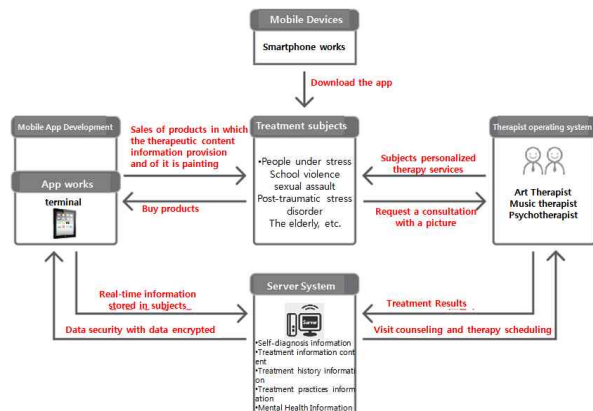 Mobile Devices
Smartphone works
Download the app
Mobile App Development
App works
terminal
Sales of products in which
the therapeutic content
information provision
and of it is painting
Buy products
Treatment subjects
•People under stress
School violence
sexual assault
Post-traumatic stress
disorder
The elderly, etc.
Subjects personalized
therapy services
Request a consultation
with a picture
Therapist operating system
Art Therapist
Music therapist
Psychotherapist
Real-time information
stored in subjects
Data security with data encrypted
Server System
Server
•Self-diagnosis information
•Treatment information cont
ent
•Treatment history informati
on
•Treatment practices inform
ation
•Mental Health Information
Treatment Results
Visit counseling and therapy scheduling